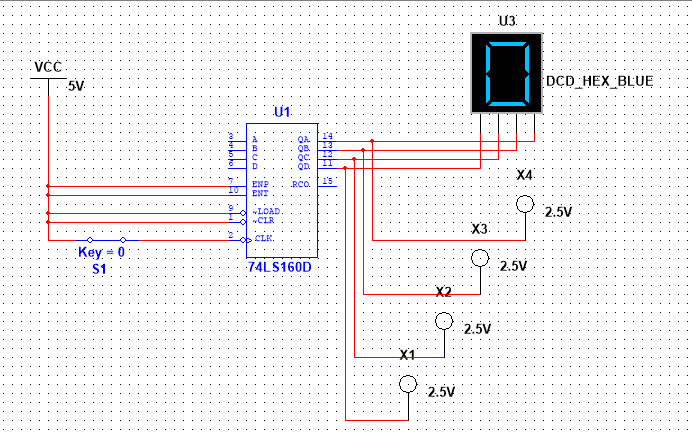 U3
VCC
5V
DCD_HEX_BLUE
U1
3 A QA 14
4 B QB 13
5 C QC 12
6 D QD 11
7 ENP RCO 15
10 ENT
9 ~LOAD
1 ~CLR
2 CLK
X4
2.5V
X3
2.5V
Key = 0
S1
74LS160D
X2
2.5V
X1
2.5V